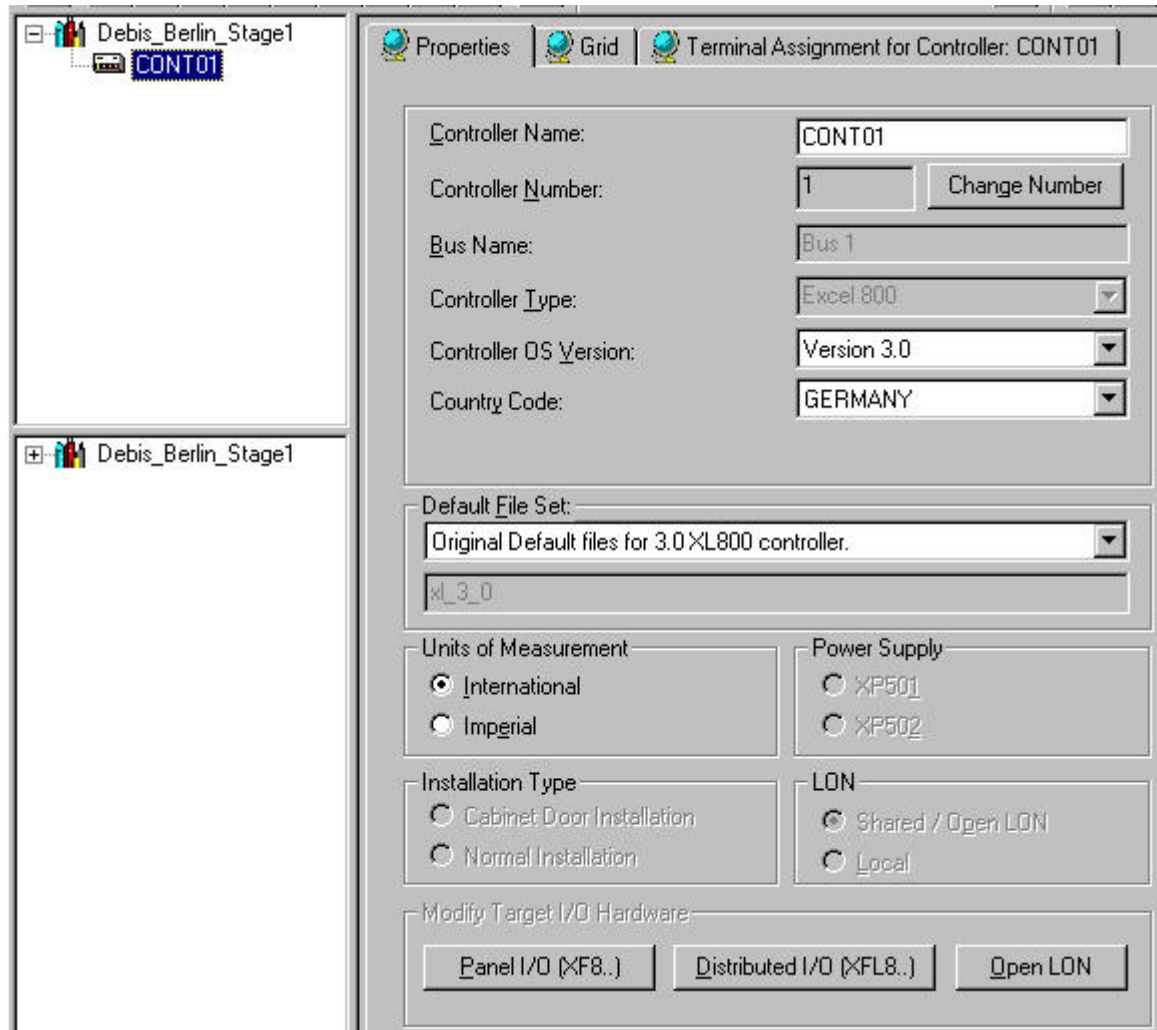 Debis_Berlin_Stage1
CONT01
Debis_Berlin_Stage1
Properties
Grid
Terminal Assignment for Controller: CONT01
Controller Name:
CONT01
Controller Number:
1
Change Number
Bus Name:
Bus 1
Controller Type:
Excel 800
Controller OS Version:
Version 3.0
Country Code:
GERMANY
Default File Set:
Original Default files for 3.0 XL800 controller.
xl_3_0
Units of Measurement
International
Imperial
Power Supply
XP501
XP502
Installation Type
Cabinet Door Installation
Normal Installation
LON
Shared / Open LON
Local
Modify Target I/O Hardware
Panel I/O (XF8..)
Distributed I/O (XFL8..)
Open LON